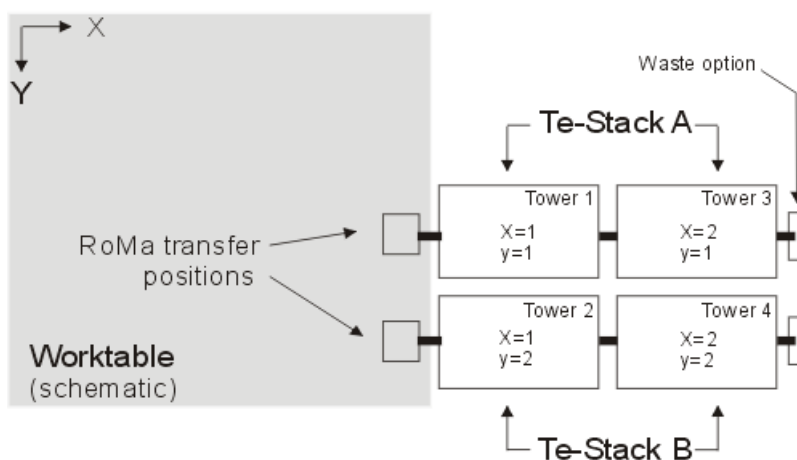 X
Y
Waste option
Te-Stack A
Tower 1
X=1
y=1
Tower 3
X=2
y=1
RoMa transfer
positions
Tower 2
X=1
y=2
Tower 4
X=2
y=2
Worktable
(schematic)
Te-Stack B